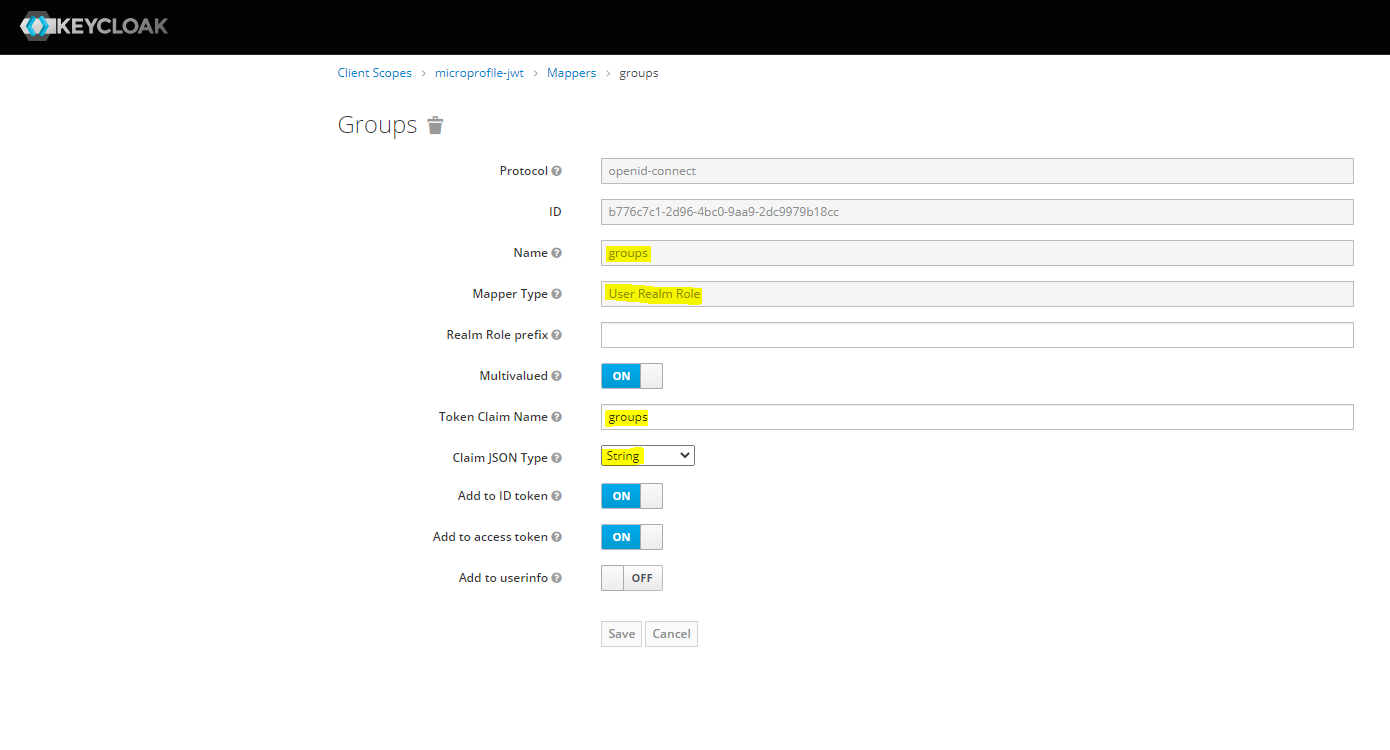 KEYCLOAK
Client Scopes > microprofile-jwt > Mappers > groups
Groups
Protocol ? openid-connect
ID b776c7c1-2d96-4bc0-9aa9-2dc9979b18cc
Name ? groups
Mapper Type ? User Realm Role
Realm Role prefix ?
Multivalued ? ON
Token Claim Name ? groups
Claim JSON Type ? String
Add to ID token ? ON
Add to access token ? ON
Add to userinfo ? OFF
Save Cancel